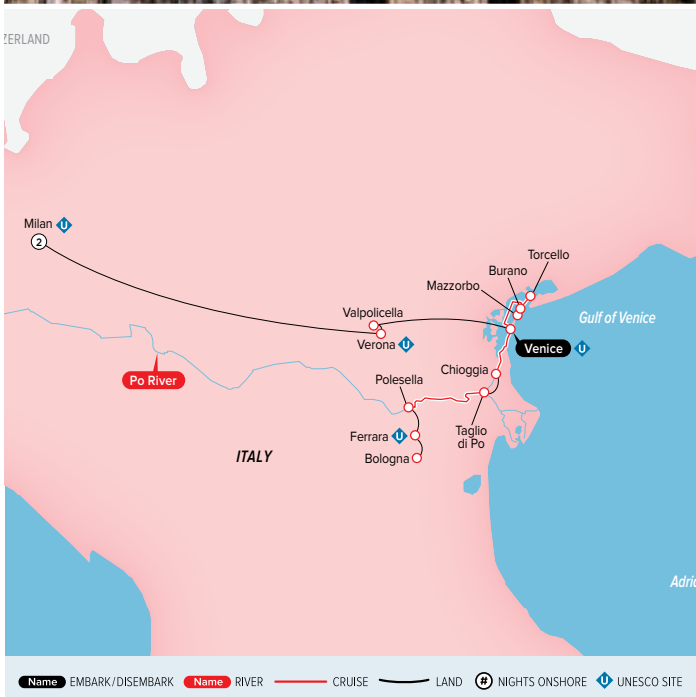 ZERLAND
Milan U
2
Torcello
Burano
Mazzorbo
Gulf of Venice
Valpolicella
Verona U
Venice U
Chioggia
Po River
Polesella
Taglio
di Po
Ferrara U
Bologna
ITALY
Adric
Name EMBARK/DISEMBARK Name RIVER CRUISE LAND # NIGHTS ONSHORE U UNESCO SITE